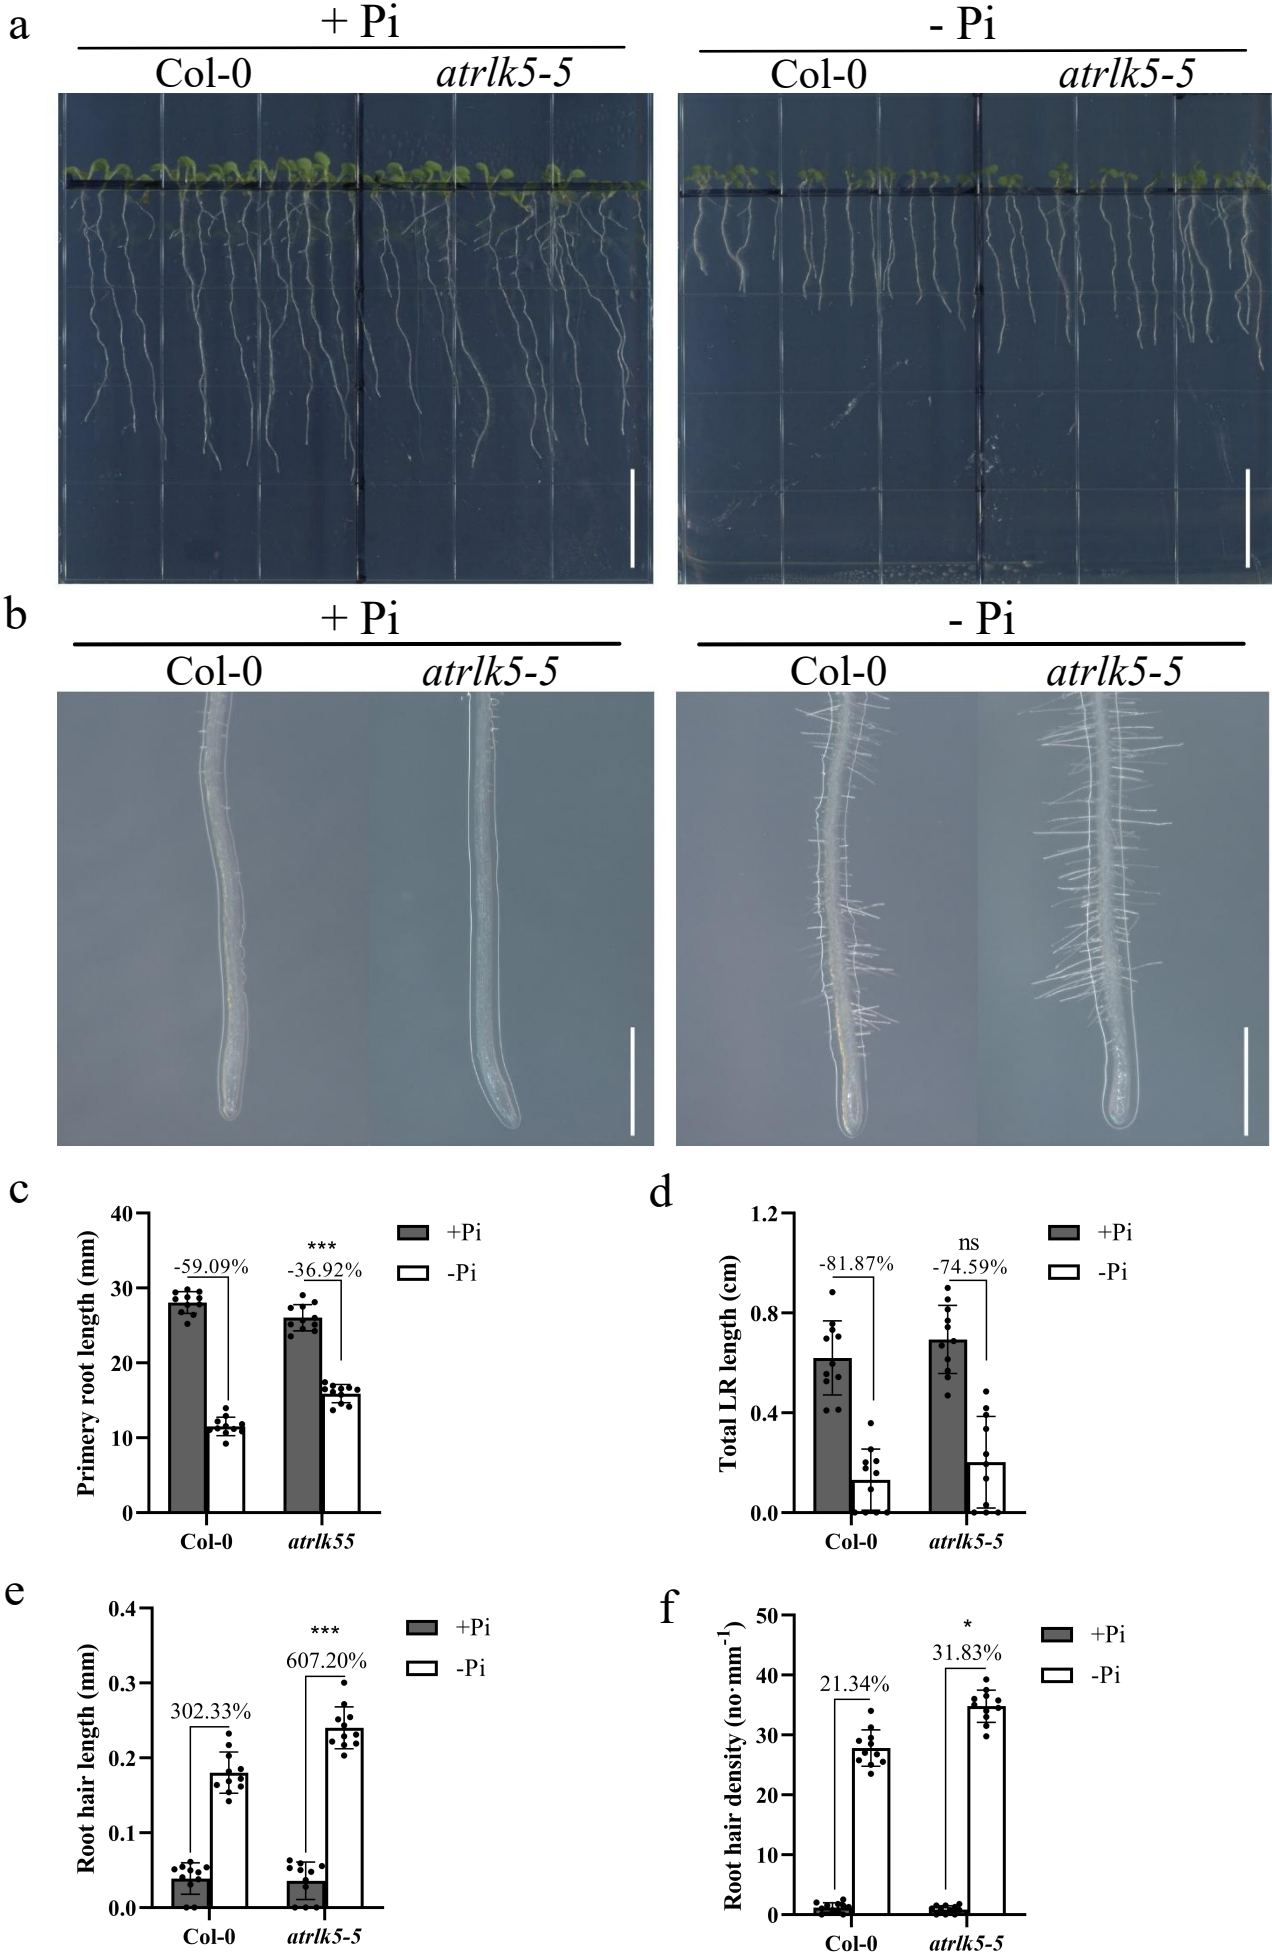 a
+ Pi
- Pi
Col-0
atrlk5-5
Col-0
atrlk5-5
b
+ Pi
- Pi
Col-0
atrlk5-5
Col-0
atrlk5-5
c
Primery root length (mm)
40
30
20
10
0
-59.09%
***
-36.92%
+Pi
-Pi
Col-0
atrlk55
d
Total LR length (cm)
1.2
0.8
0.4
0.0
-81.87%
ns
-74.59%
+Pi
-Pi
Col-0
atrlk5-5
e
Root hair length (mm)
0.4
0.3
0.2
0.1
0.0
302.33%
***
607.20%
+Pi
-Pi
Col-0
atrlk5-5
f
Root hair density (no·mm⁻¹)
50
40
30
20
10
0
21.34%
*
31.83%
+Pi
-Pi
Col-0
atrlk5-5